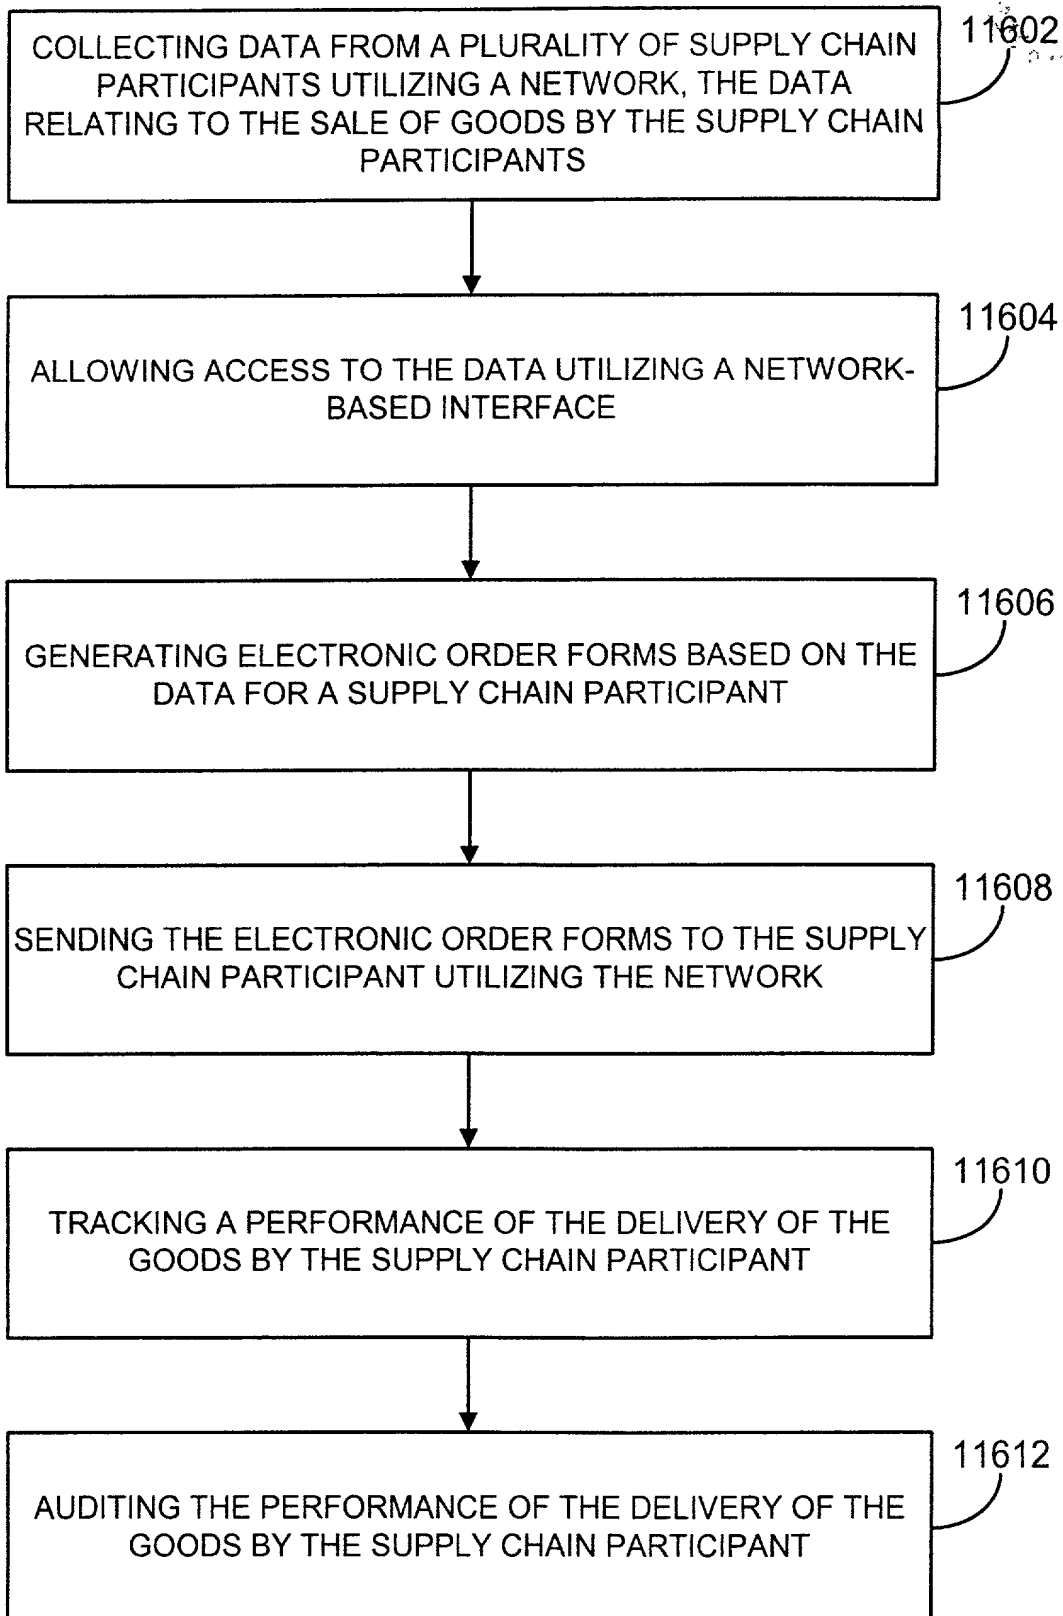 COLLECTING DATA FROM A PLURALITY OF SUPPLY CHAIN
PARTICIPANTS UTILIZING A NETWORK, THE DATA
RELATING TO THE SALE OF GOODS BY THE SUPPLY CHAIN
PARTICIPANTS
11602
ALLOWING ACCESS TO THE DATA UTILIZING A NETWORK-
BASED INTERFACE
11604
GENERATING ELECTRONIC ORDER FORMS BASED ON THE
DATA FOR A SUPPLY CHAIN PARTICIPANT
11606
SENDING THE ELECTRONIC ORDER FORMS TO THE SUPPLY
CHAIN PARTICIPANT UTILIZING THE NETWORK
11608
TRACKING A PERFORMANCE OF THE DELIVERY OF THE
GOODS BY THE SUPPLY CHAIN PARTICIPANT
11610
AUDITING THE PERFORMANCE OF THE DELIVERY OF THE
GOODS BY THE SUPPLY CHAIN PARTICIPANT
11612